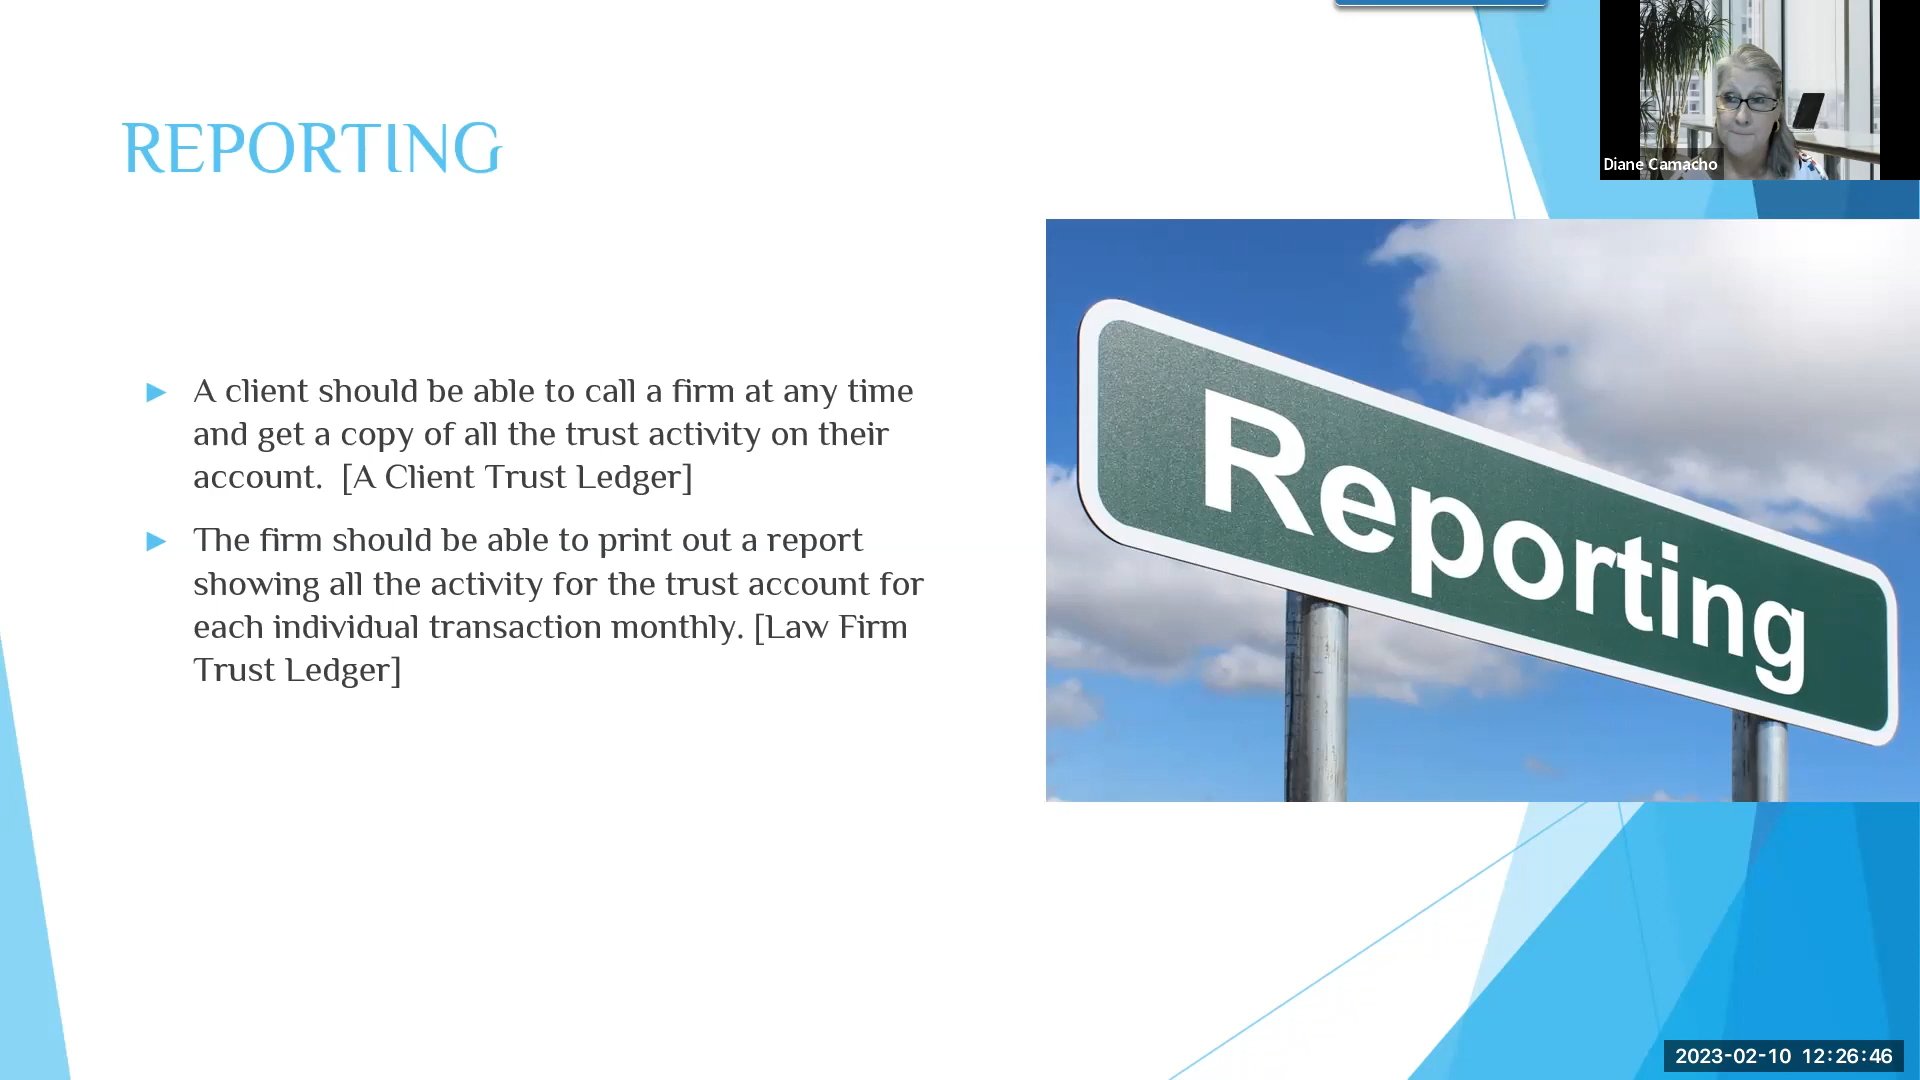 REPORTING
Diane Camacho
A client should be able to call a firm at any time
and get a copy of all the trust activity on their
account.  [A Client Trust Ledger]
The firm should be able to print out a report
showing all the activity for the trust account for
each individual transaction monthly. [Law Firm
Trust Ledger]
Reporting
2023-02-10 12:26:46